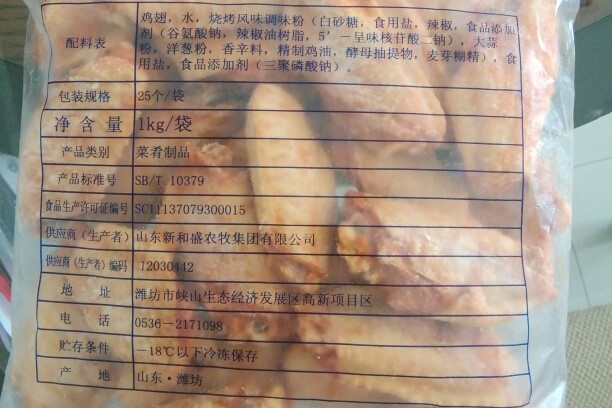 配料表
鸡翅，水，烧烤风味调味粉（白砂糖，食用盐，辣椒，食品添加
剂（谷氨酸钠，辣椒油树脂，5’—呈味核苷酸二钠），大蒜
粉，洋葱粉，香辛料，精制鸡油，酵母抽提物，麦芽糊精），食
用盐，食品添加剂（三聚磷酸钠）。
包装规格 25个/袋
净含量 1kg/袋
产品类别 菜肴制品
产品标准号 SB/T 10379
食品生产许可证编号 SC11137079300015
供应商（生产者） 山东新和盛农牧集团有限公司
供应商（生产者）编码 12030442
地 址 潍坊市峡山生态经济发展区高新项目区
电 话 0536－2171098
贮存条件 －18℃以下冷冻保存
产 地 山东·潍坊